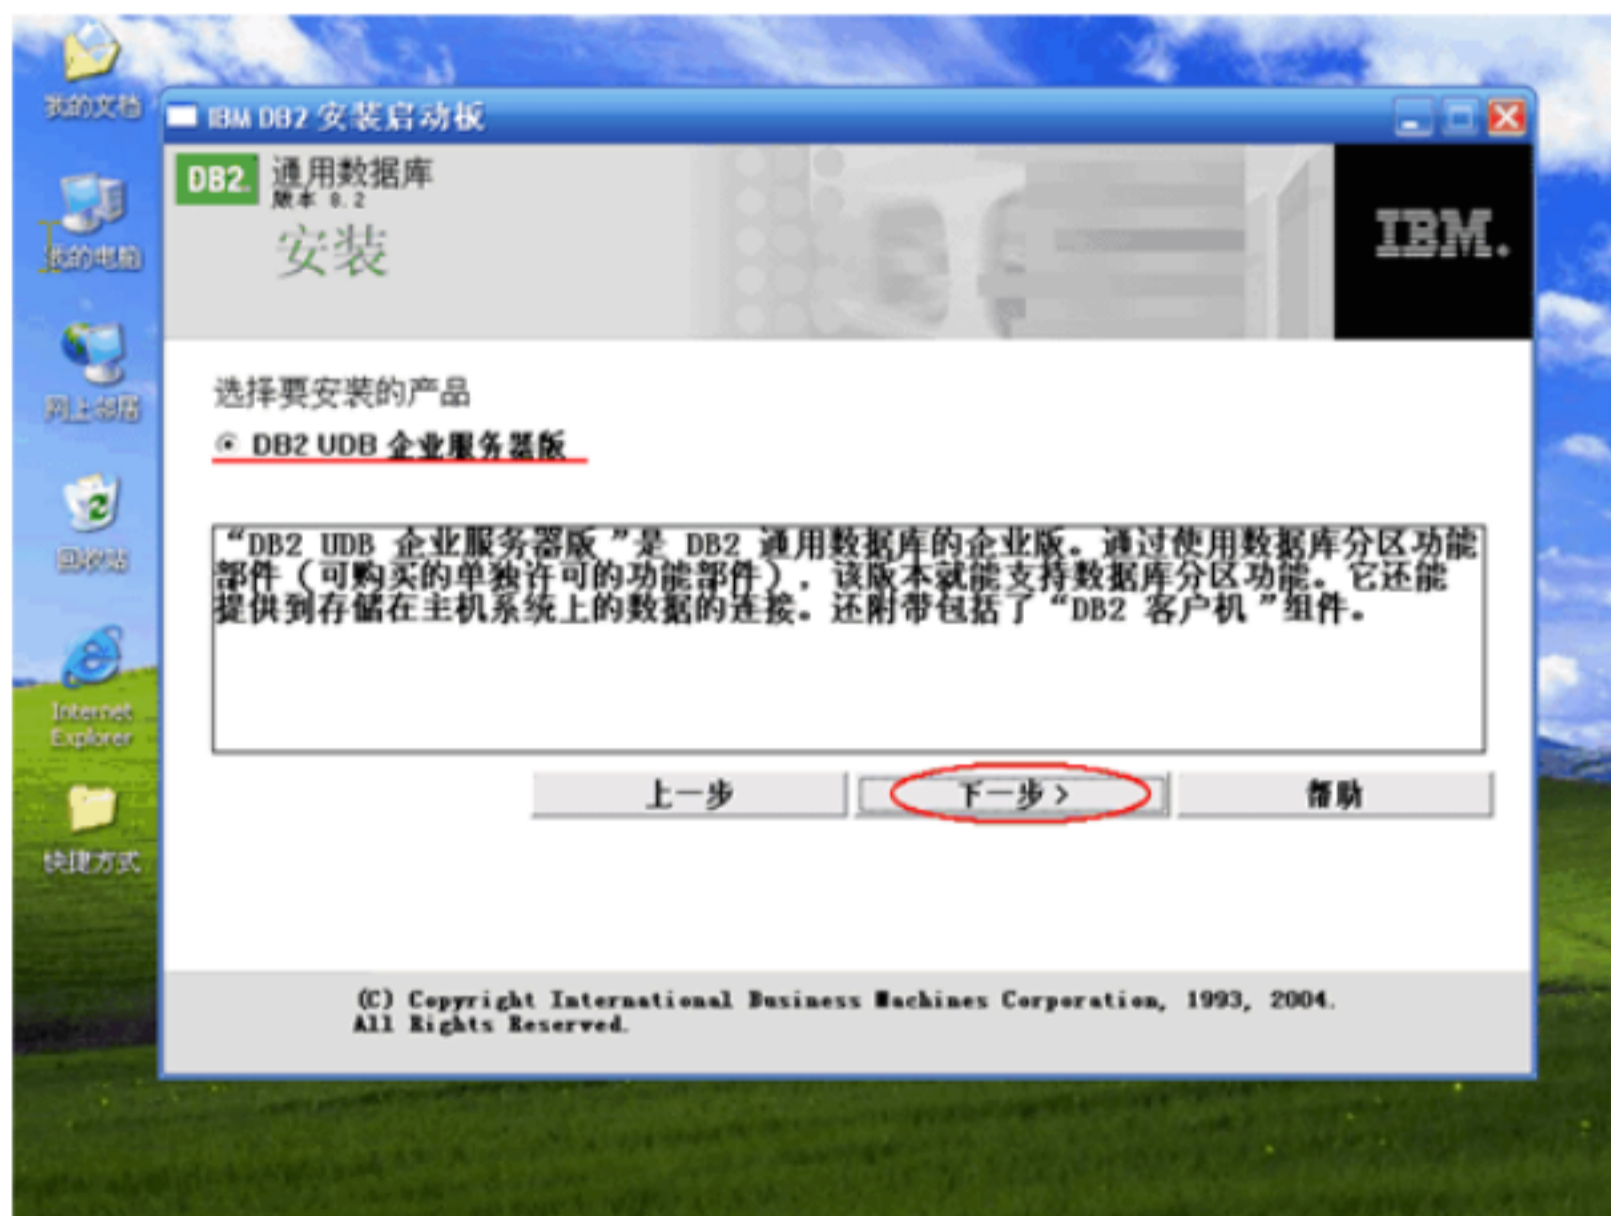 我的文档
IBM DB2 安装启动板
DB2.
通用数据库
版本 8.2
安装
IBM.
我的电脑
网上邻居
回收站
Internet
Explorer
快捷方式
选择要安装的产品
DB2 UDB 企业服务器版
“DB2 UDB 企业服务器版 ”是 DB2 通用数据库的企业版。通过使用数据库分区功能
部件（可购买的单独许可的功能部件），该版本就能支持数据库分区功能。它还能
提供到存储在主机系统上的数据的连接。还附带包括了 “DB2 客户机 ”组件。
上一步
下一步 >
帮助
(C) Copyright International Business Machines Corporation, 1993, 2004.
All Rights Reserved.